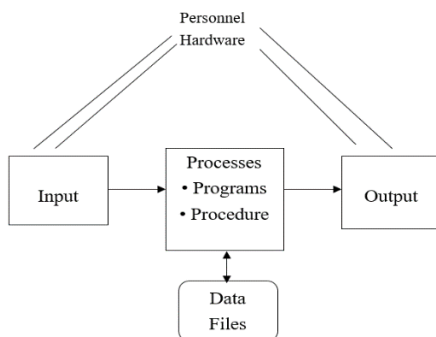 Personnel
Hardware
Input
Processes
• Programs
• Procedure
Output
Data
Files